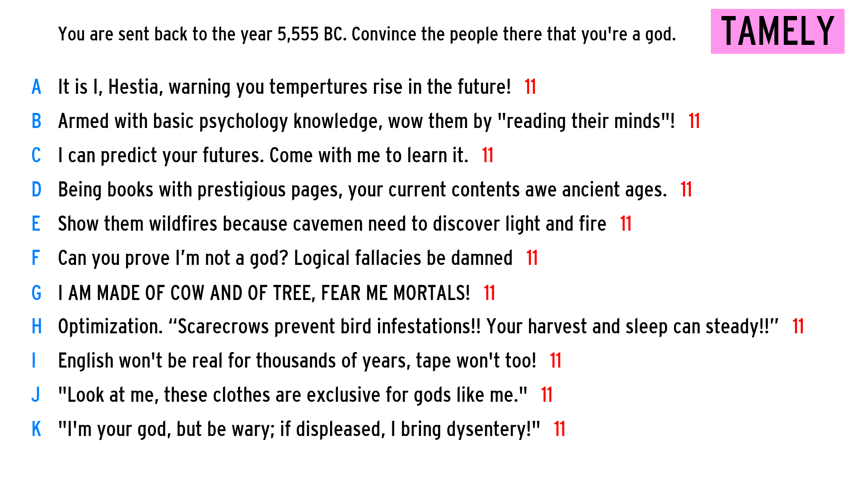 You are sent back to the year 5,555 BC. Convince the people there that you're a god.
TAMELY
A It is I, Hestia, warning you tempertures rise in the future! 11
B Armed with basic psychology knowledge, wow them by "reading their minds"! 11
C I can predict your futures. Come with me to learn it. 11
D Being books with prestigious pages, your current contents awe ancient ages. 11
E Show them wildfires because cavemen need to discover light and fire 11
F Can you prove I'm not a god? Logical fallacies be damned 11
G I AM MADE OF COW AND OF TREE, FEAR ME MORTALS! 11
H Optimization. “Scarecrows prevent bird infestations!! Your harvest and sleep can steady!!” 11
I English won't be real for thousands of years, tape won't too! 11
J "Look at me, these clothes are exclusive for gods like me." 11
K "I'm your god, but be wary; if displeased, I bring dysentery!" 11